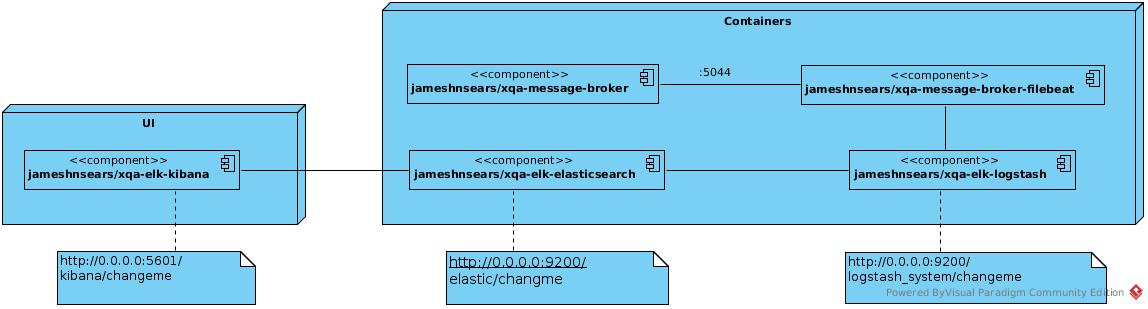 Containers
<<component>>
jameshnsears/xqa-message-broker
:5044
<<component>>
jameshnsears/xqa-message-broker-filebeat
UI
<<component>>
jameshnsears/xqa-elk-kibana
<<component>>
jameshnsears/xqa-elk-elasticsearch
<<component>>
jameshnsears/xqa-elk-logstash
http://0.0.0.0:5601/
kibana/changeme
http://0.0.0.0:9200/
elastic/changme
http://0.0.0.0:9200/
logstash_system/changeme
Powered ByVisual Paradigm Community Edition